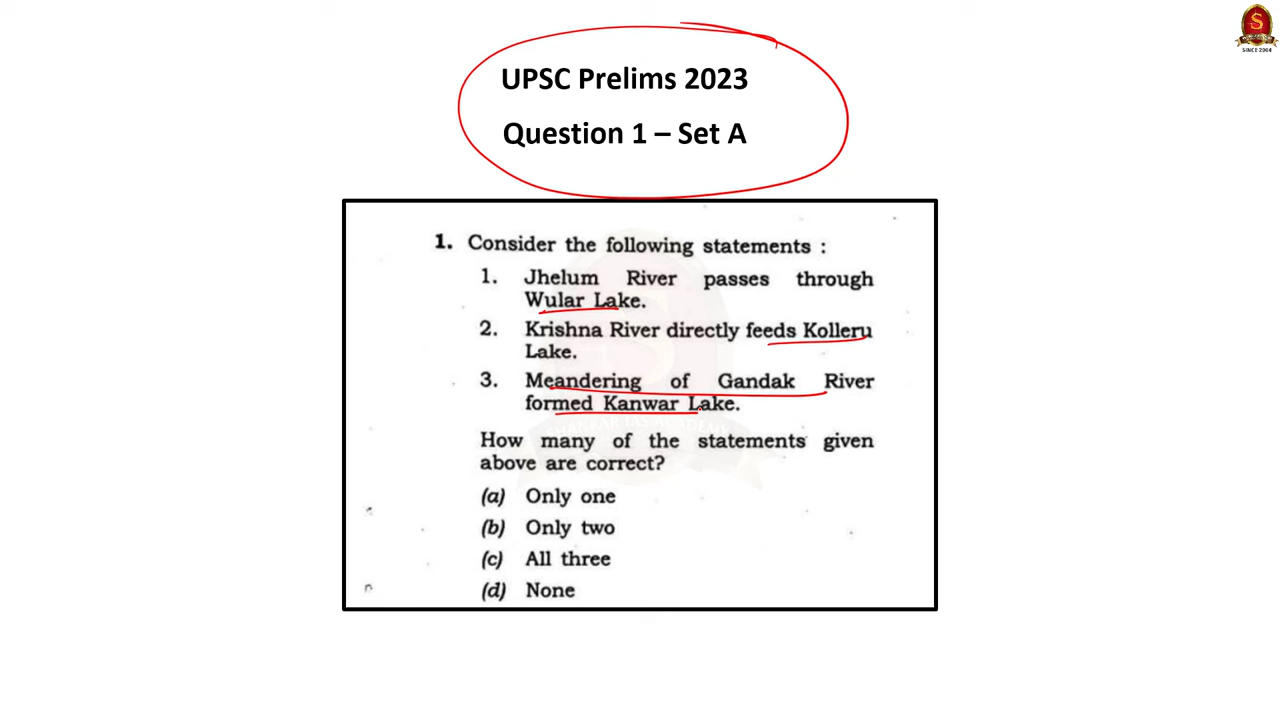 SINCE 2004
UPSC Prelims 2023
Question 1 – Set A
1. Consider the following statements :
1. Jhelum River passes through
Wular Lake.
2. Krishna River directly feeds Kolleru
Lake.
3. Meandering of Gandak River
formed Kanwar Lake.
How many of the statements given
above are correct?
(a) Only one
(b) Only two
(c) All three
(d) None